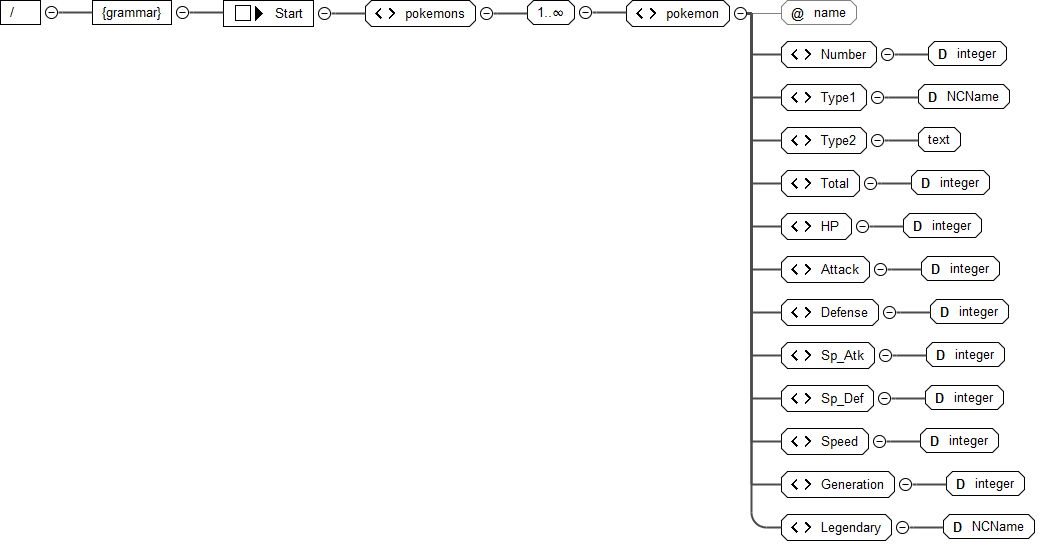 / {grammar} Start pokemons 1..∞ pokemon @ name
Number D integer
Type1 D NCName
Type2 text
Total D integer
HP D integer
Attack D integer
Defense D integer
Sp_Atk D integer
Sp_Def D integer
Speed D integer
Generation D integer
Legendary D NCName